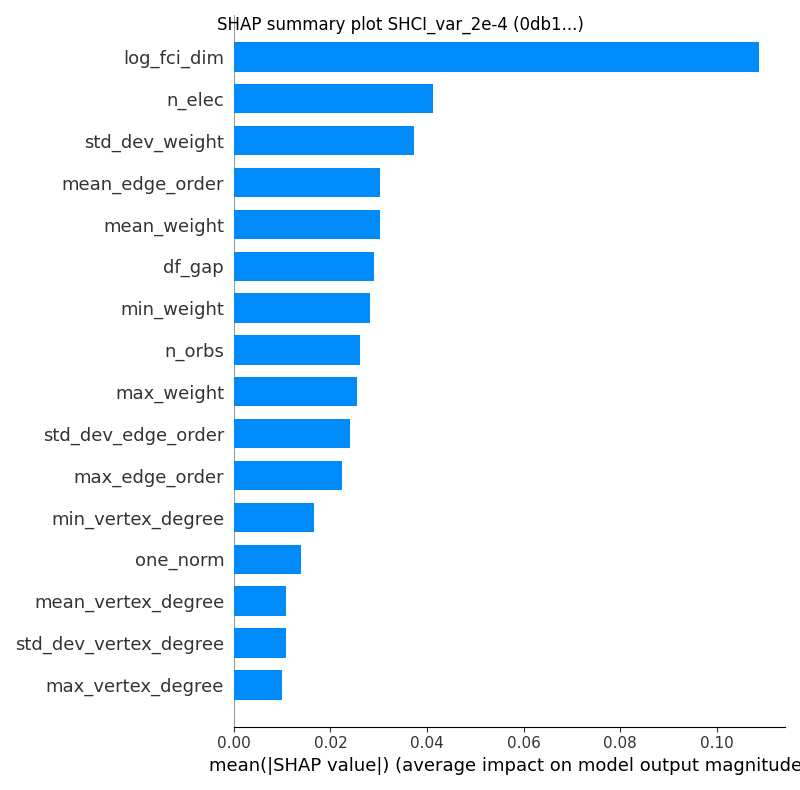 SHAP summary plot SHCI_var_2e-4 (0db1...)
log_fci_dim
n_elec
std_dev_weight
mean_edge_order
mean_weight
df_gap
min_weight
n_orbs
max_weight
std_dev_edge_order
max_edge_order
min_vertex_degree
one_norm
mean_vertex_degree
std_dev_vertex_degree
max_vertex_degree
0.00 0.02 0.04 0.06 0.08 0.10
mean(|SHAP value|) (average impact on model output magnitude